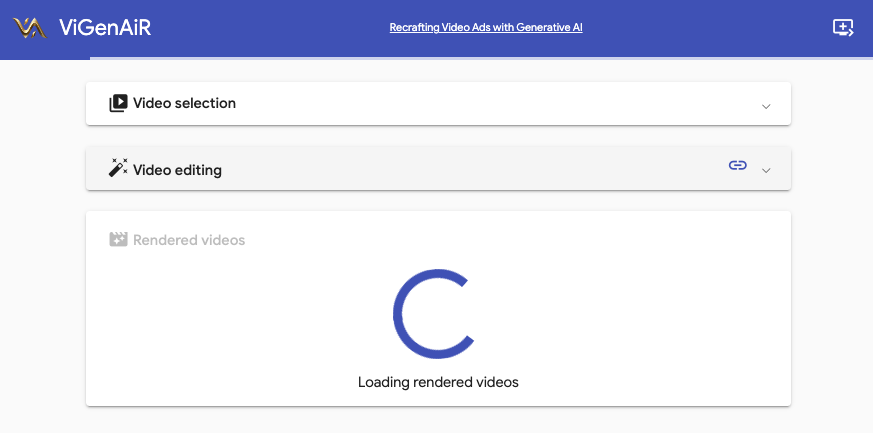 ViGenAiR
Recrafting Video Ads with Generative AI
Video selection
Video editing
Rendered videos
Loading rendered videos